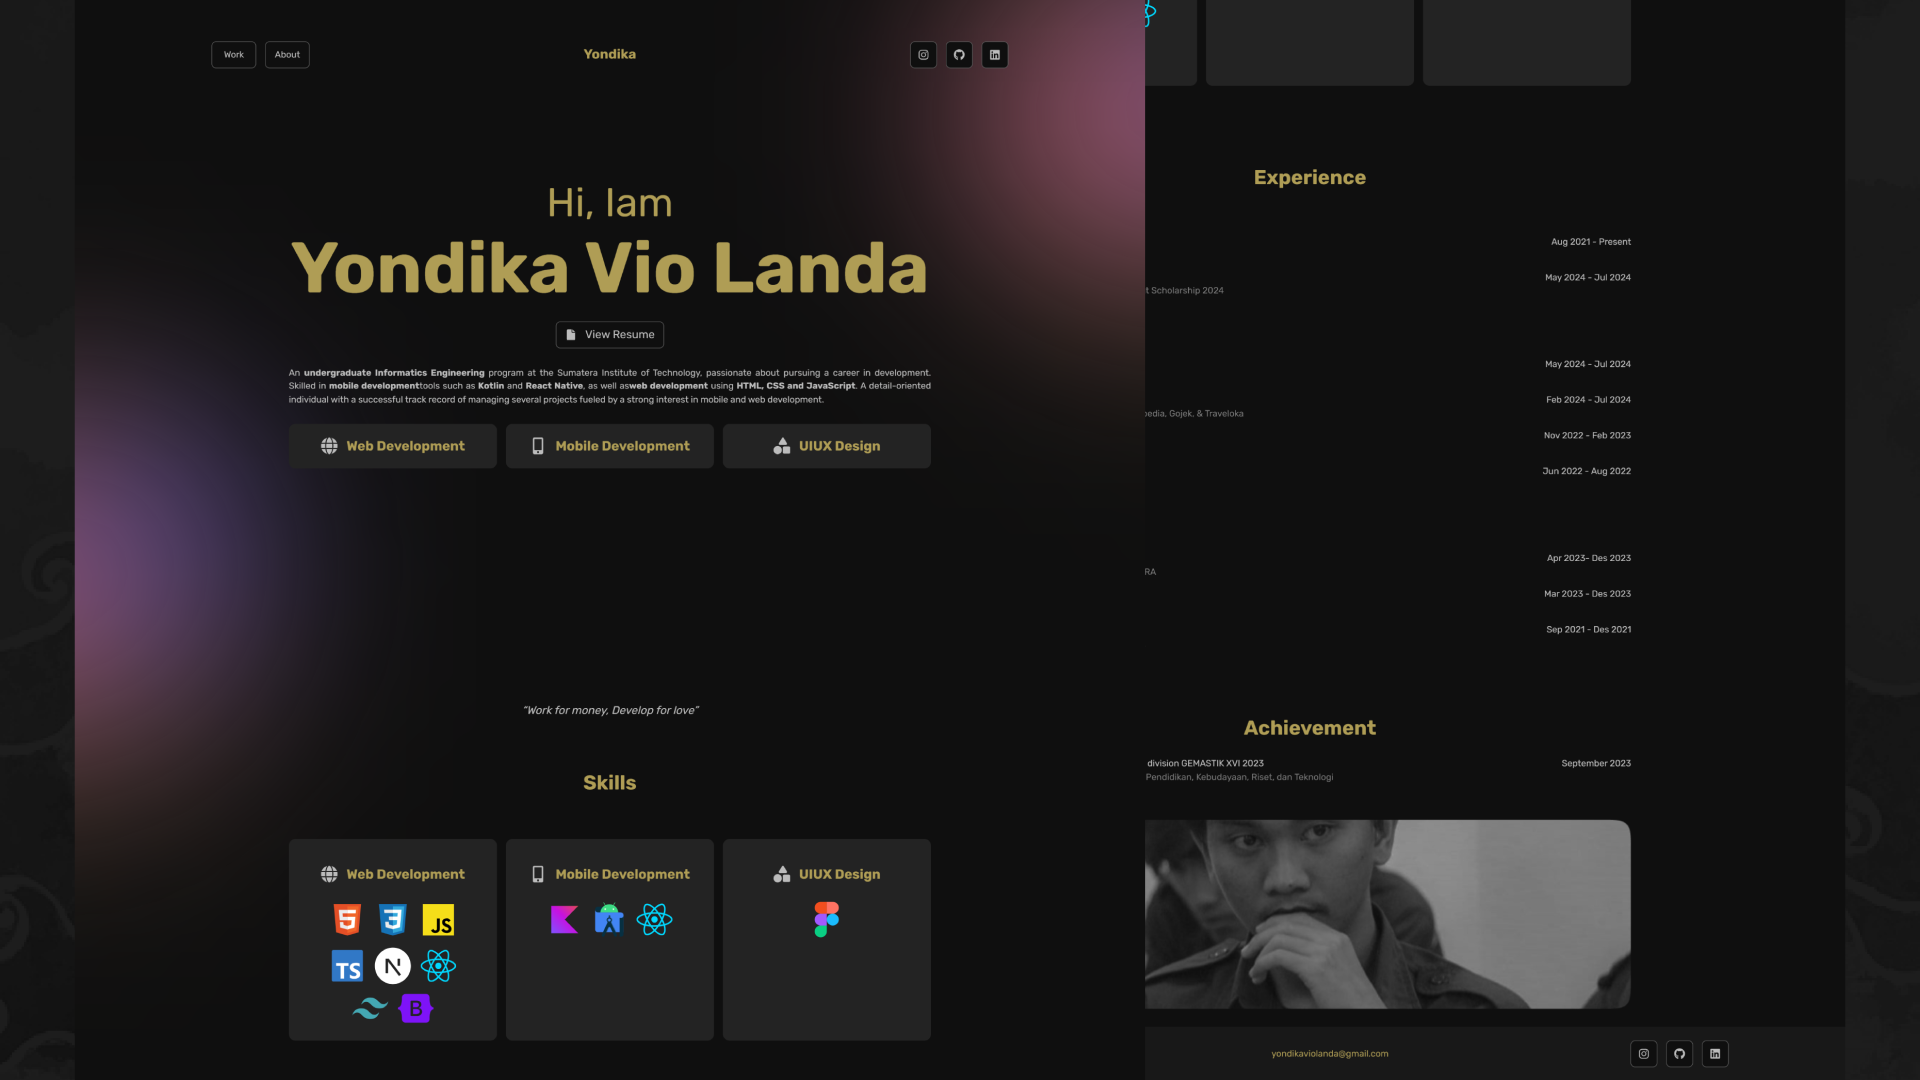 Work
About
Yondika
Hi, Iam
Yondika Vio Landa
View Resume
An undergraduate Informatics Engineering program at the Sumatera Institute of Technology, passionate about pursuing a career in development.
Skilled in mobile developmenttools such as Kotlin and React Native, as well asweb development using HTML, CSS and JavaScript. A detail-oriented
individual with a successful track record of managing several projects fueled by a strong interest in mobile and web development.
Web Development
Mobile Development
UIUX Design
“Work for money, Develop for love”
Skills
Web Development
5
3
JS
TS
N
B
Mobile Development
UIUX Design
Experience
Aug 2021 - Present
May 2024 - Jul 2024
t Scholarship 2024
May 2024 - Jul 2024
Feb 2024 - Jul 2024
edia, Gojek, & Traveloka
Nov 2022 - Feb 2023
Jun 2022 - Aug 2022
Apr 2023- Des 2023
RA
Mar 2023 - Des 2023
Sep 2021 - Des 2021
Achievement
division GEMASTIK XVI 2023
September 2023
Pendidikan, Kebudayaan, Riset, dan Teknologi
yondikaviolanda@gmail.com